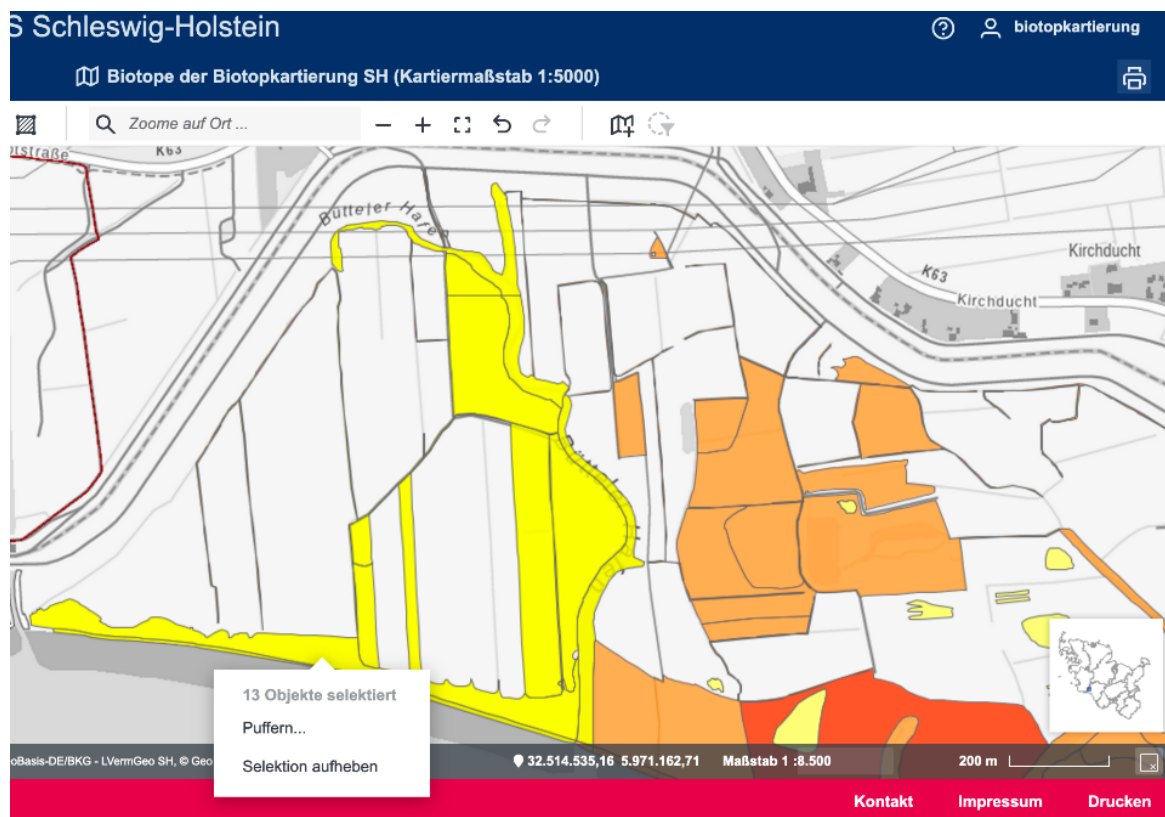 S Schleswig-Holstein
biotopkartierung
Biotope der Biotopkartierung SH (Kartiermaßstab 1:5000)
Zoome auf Ort ...
K63
Bütteler Hafen
Kirchducht
K63
Kirchducht
13 Objekte selektiert
Puffern...
Selektion aufheben
oBasis-DE/BKG - LVermGeo SH, © Geo
32.514.535,16 5.971.162,71
Maßstab 1 :8.500
200 m
Kontakt
Impressum
Drucken